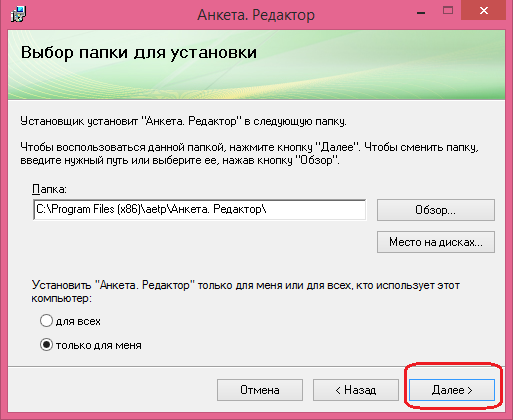 Анкета. Редактор
Выбор папки для установки
Установщик установит "Анкета. Редактор" в следующую папку.
Чтобы воспользоваться данной папкой, нажмите кнопку "Далее". Чтобы сменить папку,
введите нужный путь или выберите ее, нажав кнопку "Обзор".
Папка:
C:\Program Files (x86)\aetp\Анкета. Редактор\
Обзор...
Место на дисках...
Установить "Анкета. Редактор" только для меня или для всех, кто использует этот
компьютер:
для всех
только для меня
Отмена
< Назад
Далее >